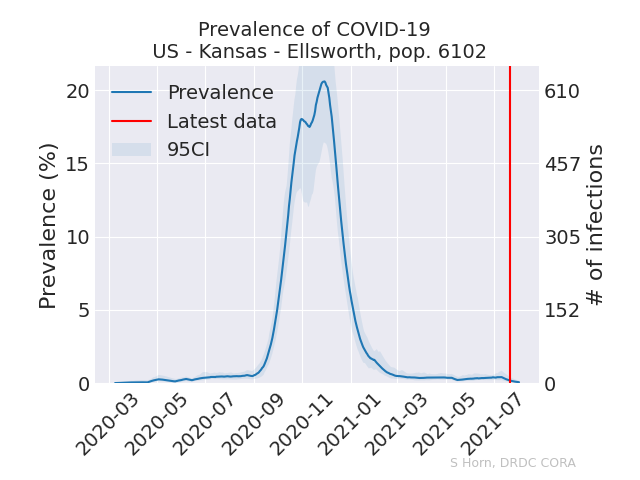 Prevalence of COVID-19
US - Kansas - Ellsworth, pop. 6102
Prevalence
Latest data
95CI
Prevalence (%)
20
15
10
5
0
610
457
305
152
0
# of infections
2020-03
2020-05
2020-07
2020-09
2020-11
2021-01
2021-03
2021-05
2021-07
S Horn, DRDC CORA